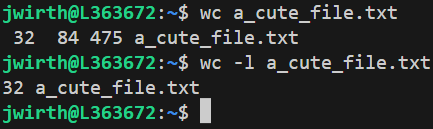 jwirth@L363672:~$ wc a_cute_file.txt
 32  84 475 a_cute_file.txt
jwirth@L363672:~$ wc -l a_cute_file.txt
32 a_cute_file.txt
jwirth@L363672:~$